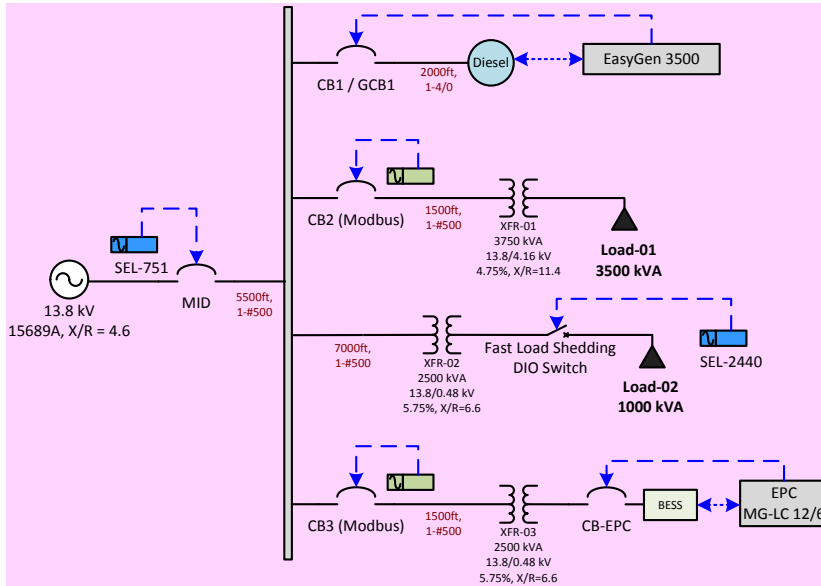 EasyGen 3500
Diesel
2000ft,
1-4/0
CB1 / GCB1
CB2 (Modbus)
1500ft,
1-#500
XFR-01
3750 kVA
13.8/4.16 kV
4.75%, X/R=11.4
Load-01
3500 kVA
SEL-751
MID
5500ft,
1-#500
13.8 kV
15689A, X/R = 4.6
7000ft,
1-#500
XFR-02
2500 kVA
13.8/0.48 kV
5.75%, X/R=6.6
Fast Load Shedding
DIO Switch
Load-02
1000 kVA
SEL-2440
CB3 (Modbus)
1500ft,
1-#500
XFR-03
2500 kVA
13.8/0.48 kV
5.75%, X/R=6.6
CB-EPC
BESS
EPC
MG-LC 12/6